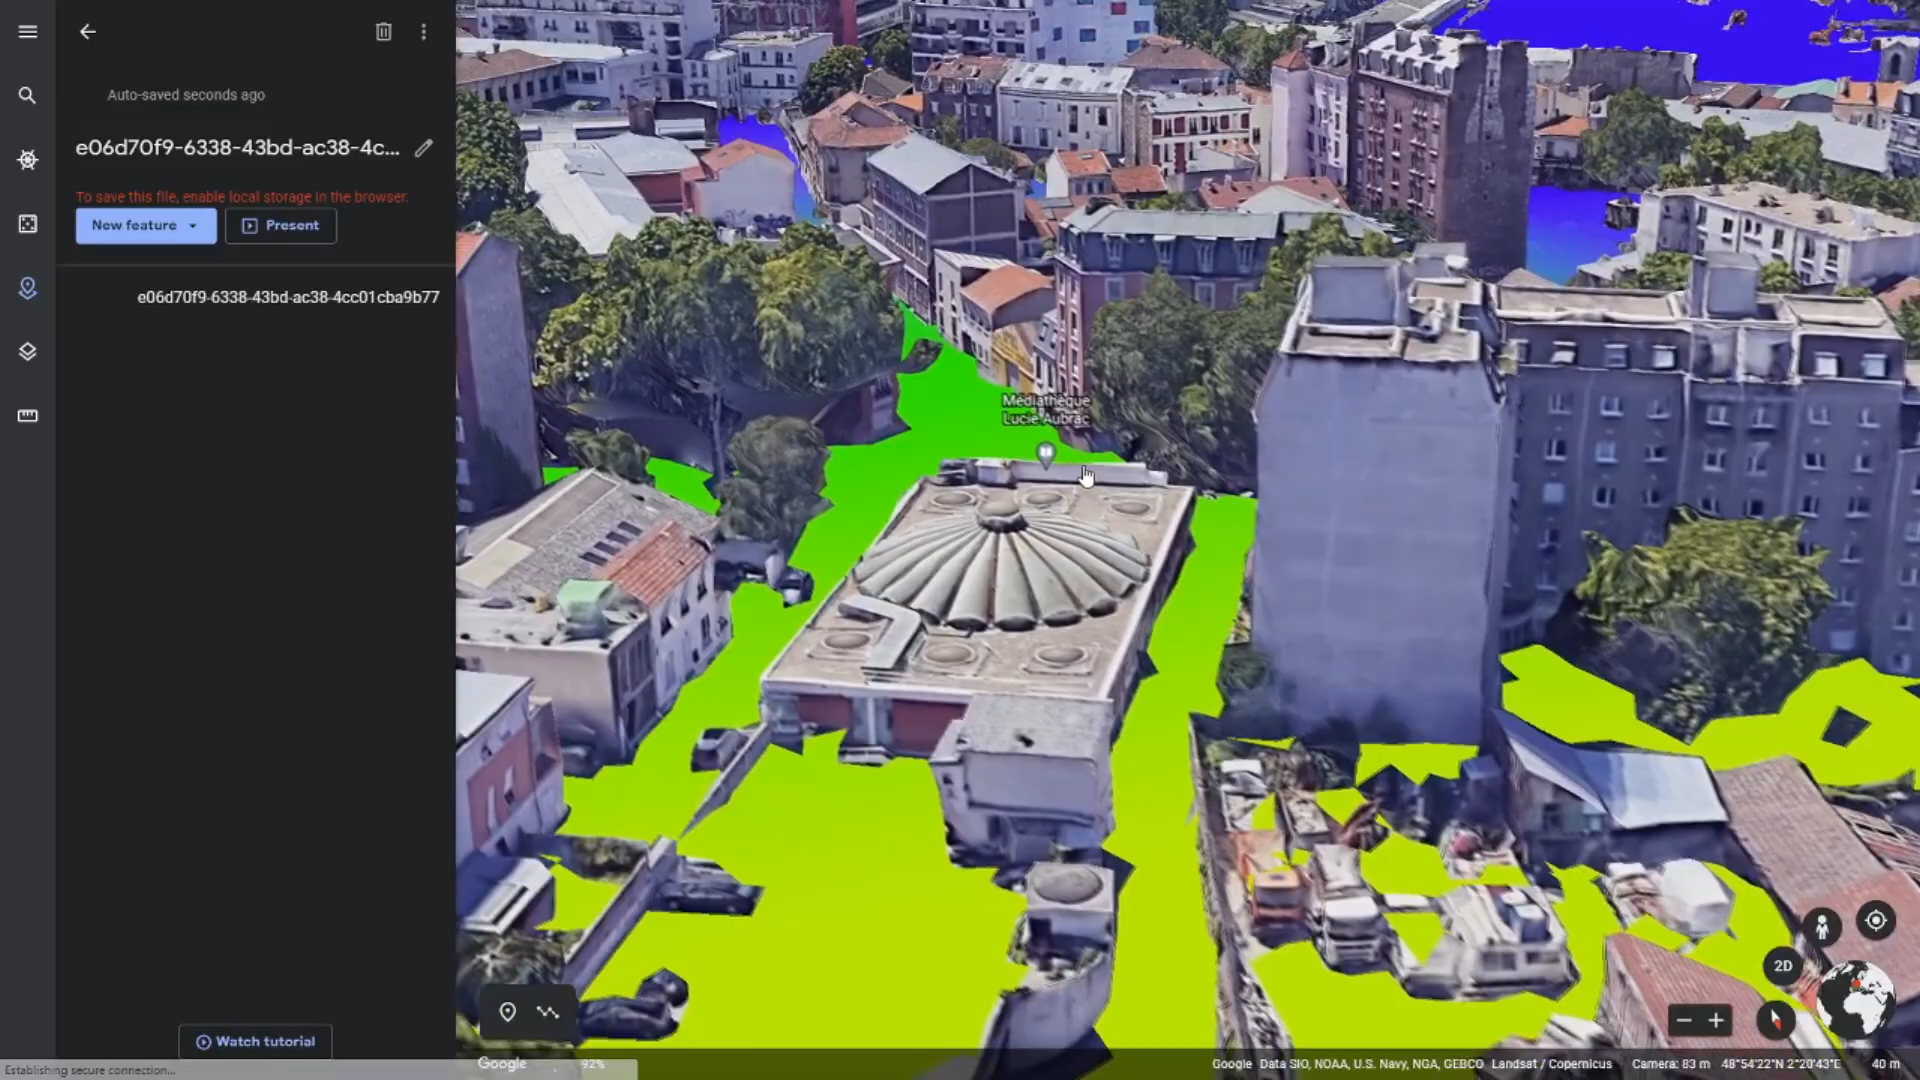 Auto-saved seconds ago
e06d70f9-6338-43bd-ac38-4c...
To save this file, enable local storage in the browser.
New feature
Present
e06d70f9-6338-43bd-ac38-4cc01cba9b77
Médiathèque
Lucie Aubrac
2D
Watch tutorial
Google 92%
Google Data SIO, NOAA, U.S. Navy, NGA, GEBCO Landsat / Copernicus Camera: 83 m 48°54'22"N 2°20'43"E 40 m
Establishing secure connection...